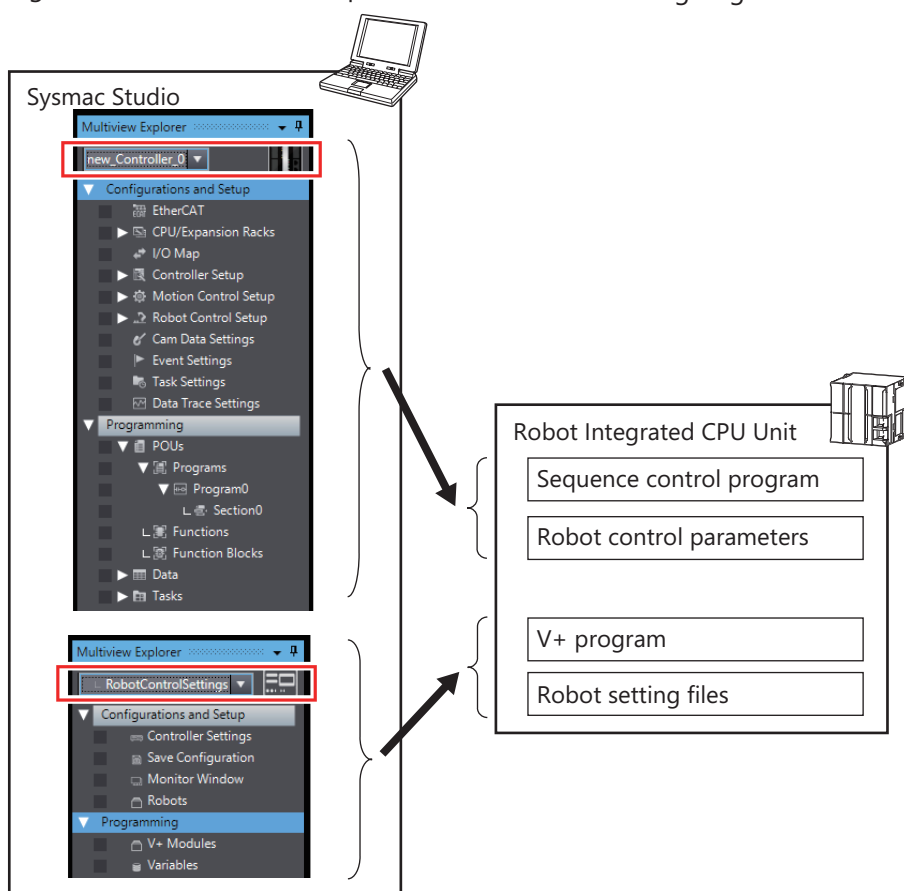 Sysmac Studio
Multiview Explorer
new_Controller_0
Configurations and Setup
EtherCAT
CPU/Expansion Racks
I/O Map
Controller Setup
Motion Control Setup
Robot Control Setup
Cam Data Settings
Event Settings
Task Settings
Data Trace Settings
Programming
POUs
Programs
Program0
Section0
Functions
Function Blocks
Data
Tasks
Multiview Explorer
RobotControlSettings
Configurations and Setup
Controller Settings
Save Configuration
Monitor Window
Robots
Programming
V+ Modules
Variables
Robot Integrated CPU Unit
Sequence control program
Robot control parameters
V+ program
Robot setting files